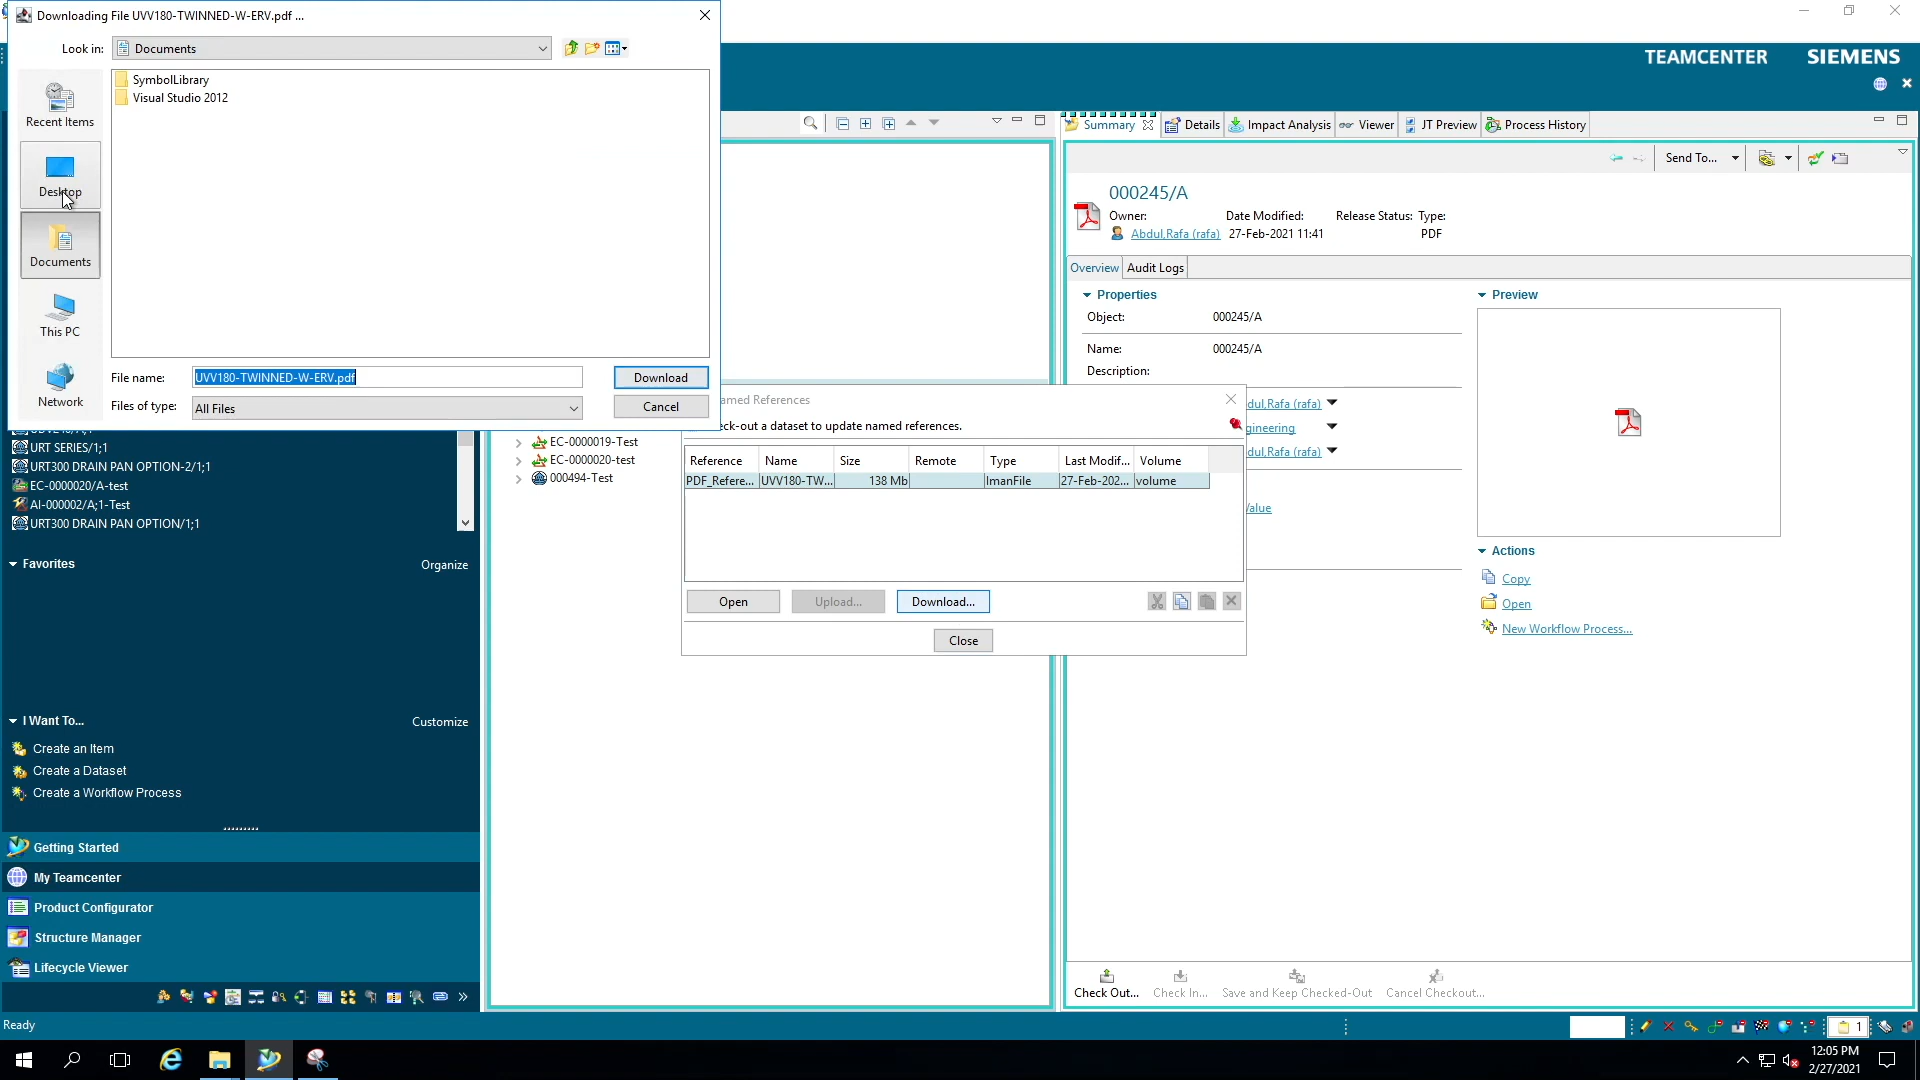 Downloading File UVV180-TWINNED-W-ERV.pdf ...
Look in:
Documents
SymbolLibrary
Visual Studio 2012
Recent Items
Desktop
Documents
This PC
Network
File name:
UVV180-TWINNED-W-ERV.pdf
Download
Files of type:
All Files
Cancel
TEAMCENTER SIEMENS
Summary
Details
Impact Analysis
Viewer
JT Preview
Process History
Send To...
000245/A
Owner:
Date Modified:
Release Status:
Type:
Abdul,Rafa (rafa)
27-Feb-2021 11:41
PDF
Overview
Audit Logs
Properties
Object:
000245/A
Name:
000245/A
Description:
dul,Rafa (rafa)
gineering
dul,Rafa (rafa)
Value
Preview
Actions
Copy
Open
New Workflow Process...
amed References
eck-out a dataset to update named references.
Reference Name Size Remote Type Last Modif... Volume
PDF_Refere... UVV180-TW... 138 Mb ImanFile 27-Feb-202... volume
Open
Upload...
Download...
Close
EC-0000019-Test
EC-0000020-test
000494-Test
URT SERIES/1;1
URT300 DRAIN PAN OPTION-2/1;1
EC-0000020/A-test
AI-000002/A;1-Test
URT300 DRAIN PAN OPTION/1;1
Favorites
Organize
I Want To...
Customize
Create an Item
Create a Dataset
Create a Workflow Process
Getting Started
My Teamcenter
Product Configurator
Structure Manager
Lifecycle Viewer
Check Out...
Check In...
Save and Keep Checked-Out
Cancel Checkout...
Ready
1
12:05 PM
2/27/2021